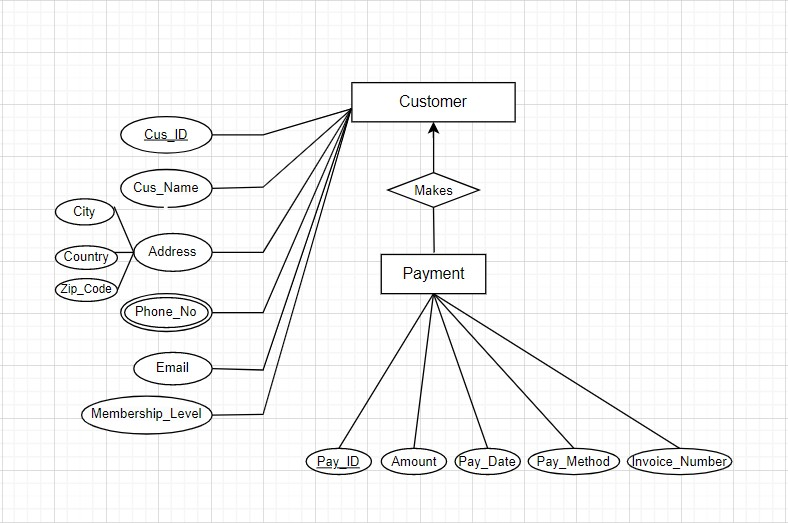 Customer
Cus_ID
Cus_Name
Makes
City
Address
Country
Payment
Zip_Code
Phone_No
Email
Membership_Level
Pay_ID
Amount
Pay_Date
Pay_Method
Invoice_Number